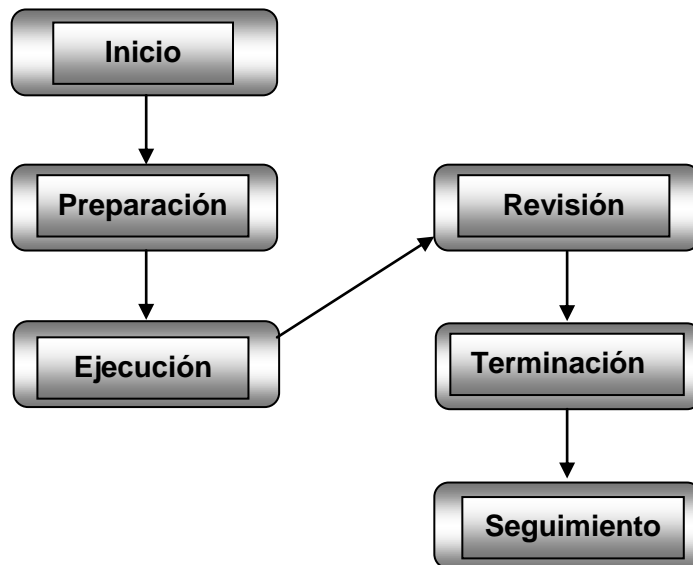 Inicio
Preparación
Ejecución
Revisión
Terminación
Seguimiento